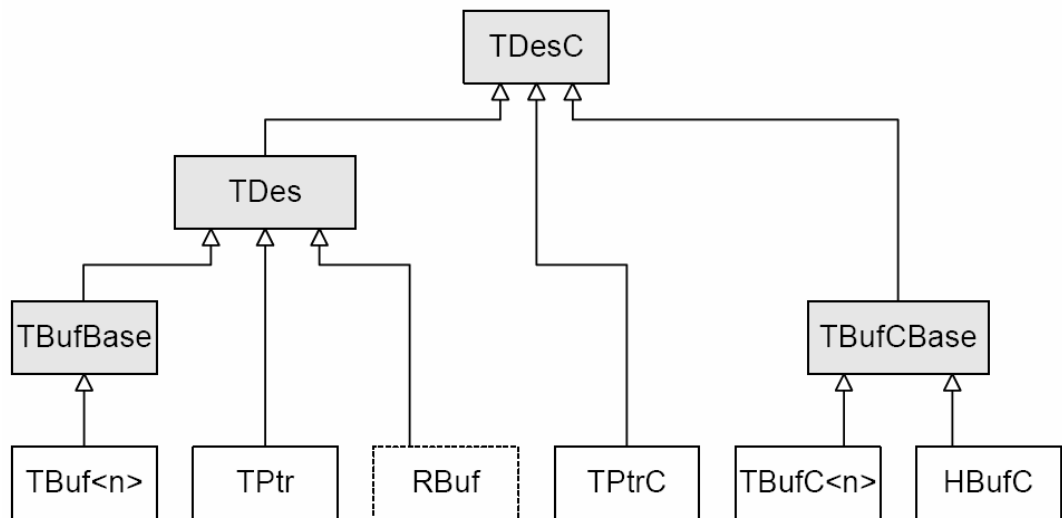 TDesC
TDes
TBufBase
TBufCBase
TBuf<n>
TPtr
RBuf
TPtrC
TBufC<n>
HBufC